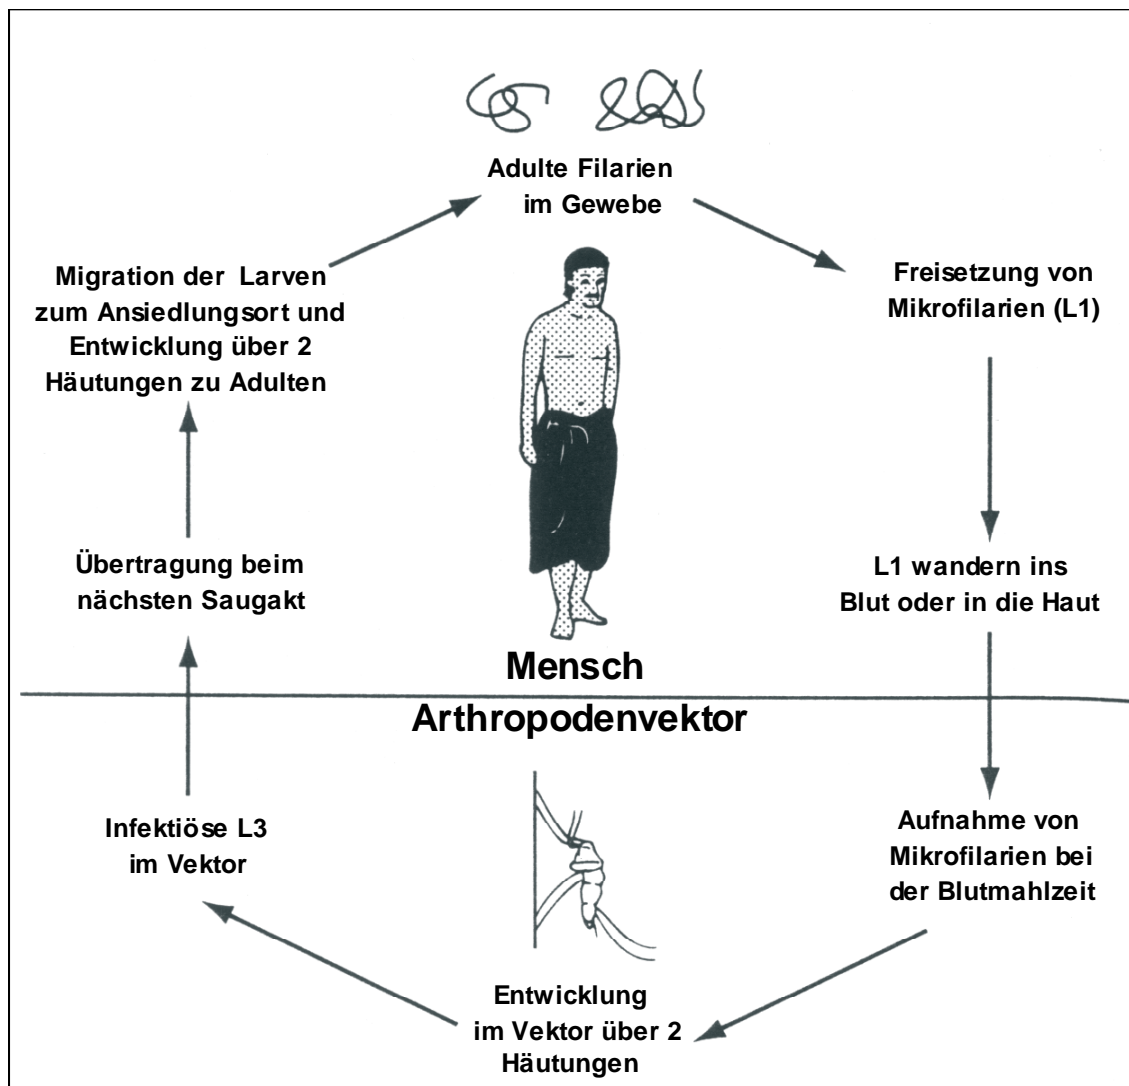 Adulte Filarien
im Gewebe
Freisetzung von
Mikrofilarien (L1)
L1 wandern ins
Blut oder in die Haut
Aufnahme von
Mikrofilarien bei
der Blutmahlzeit
Entwicklung
im Vektor über 2
Häutungen
Infektiöse L3
im Vektor
Übertragung beim
nächsten Saugakt
Migration der Larven
zum Ansiedlungsort und
Entwicklung über 2
Häutungen zu Adulten
Mensch
Arthropodenvektor